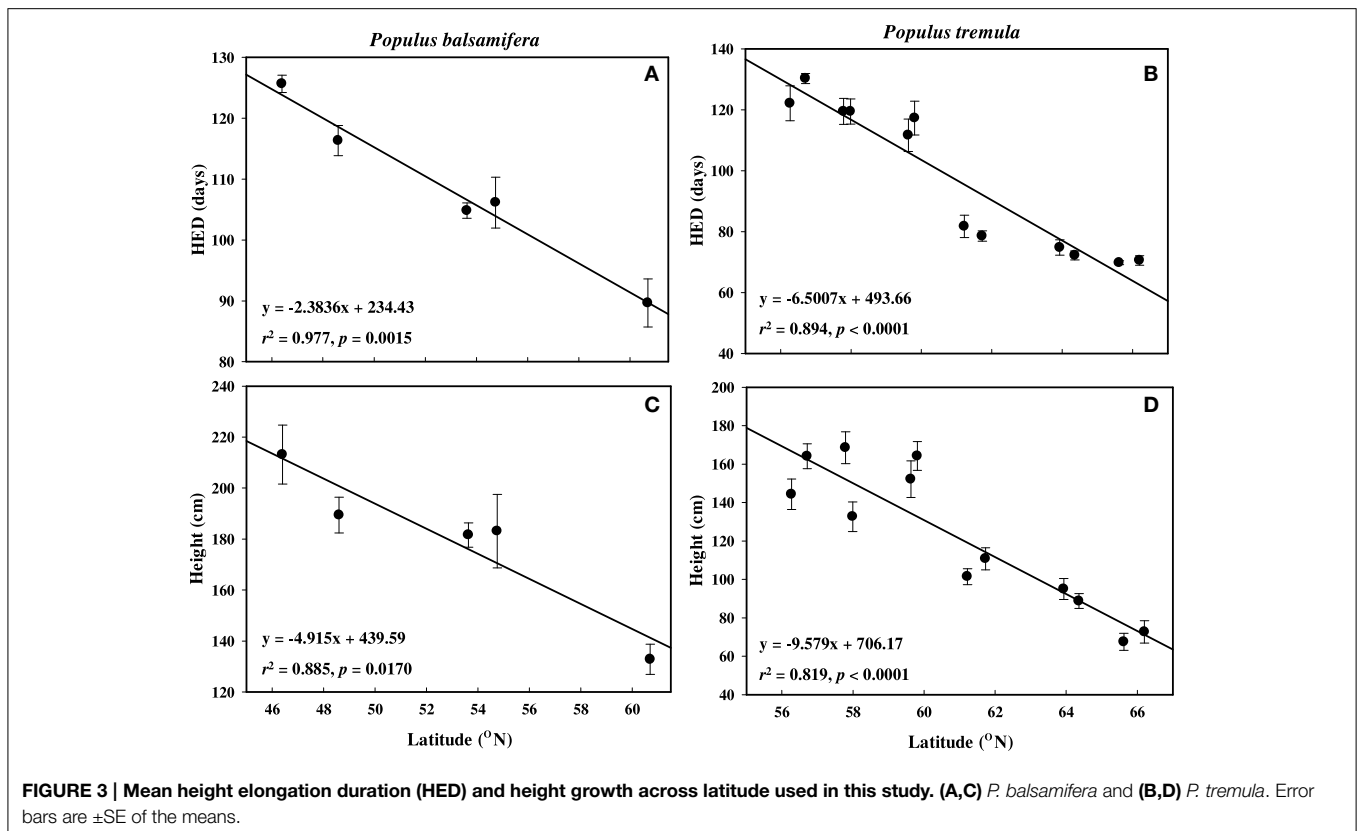 Populus balsamifera
Populus tremula
A
130
120
110
100
90
80
HED (days)
y = -2.3836x + 234.43
r² = 0.977, p = 0.0015
B
140
120
100
80
60
40
HED (days)
y = -6.5007x + 493.66
r² = 0.894, p < 0.0001
C
240
220
200
180
160
140
120
Height (cm)
y = -4.915x + 439.59
r² = 0.885, p = 0.0170
46 48 50 52 54 56 58 60
Latitude (ᴼN)
D
200
180
160
140
120
100
80
60
40
Height (cm)
y = -9.579x + 706.17
r² = 0.819, p < 0.0001
56 58 60 62 64 66
Latitude (ᴼN)
FIGURE 3 | Mean height elongation duration (HED) and height growth across latitude used in this study. (A,C) P. balsamifera and (B,D) P. tremula. Error
bars are ±SE of the means.